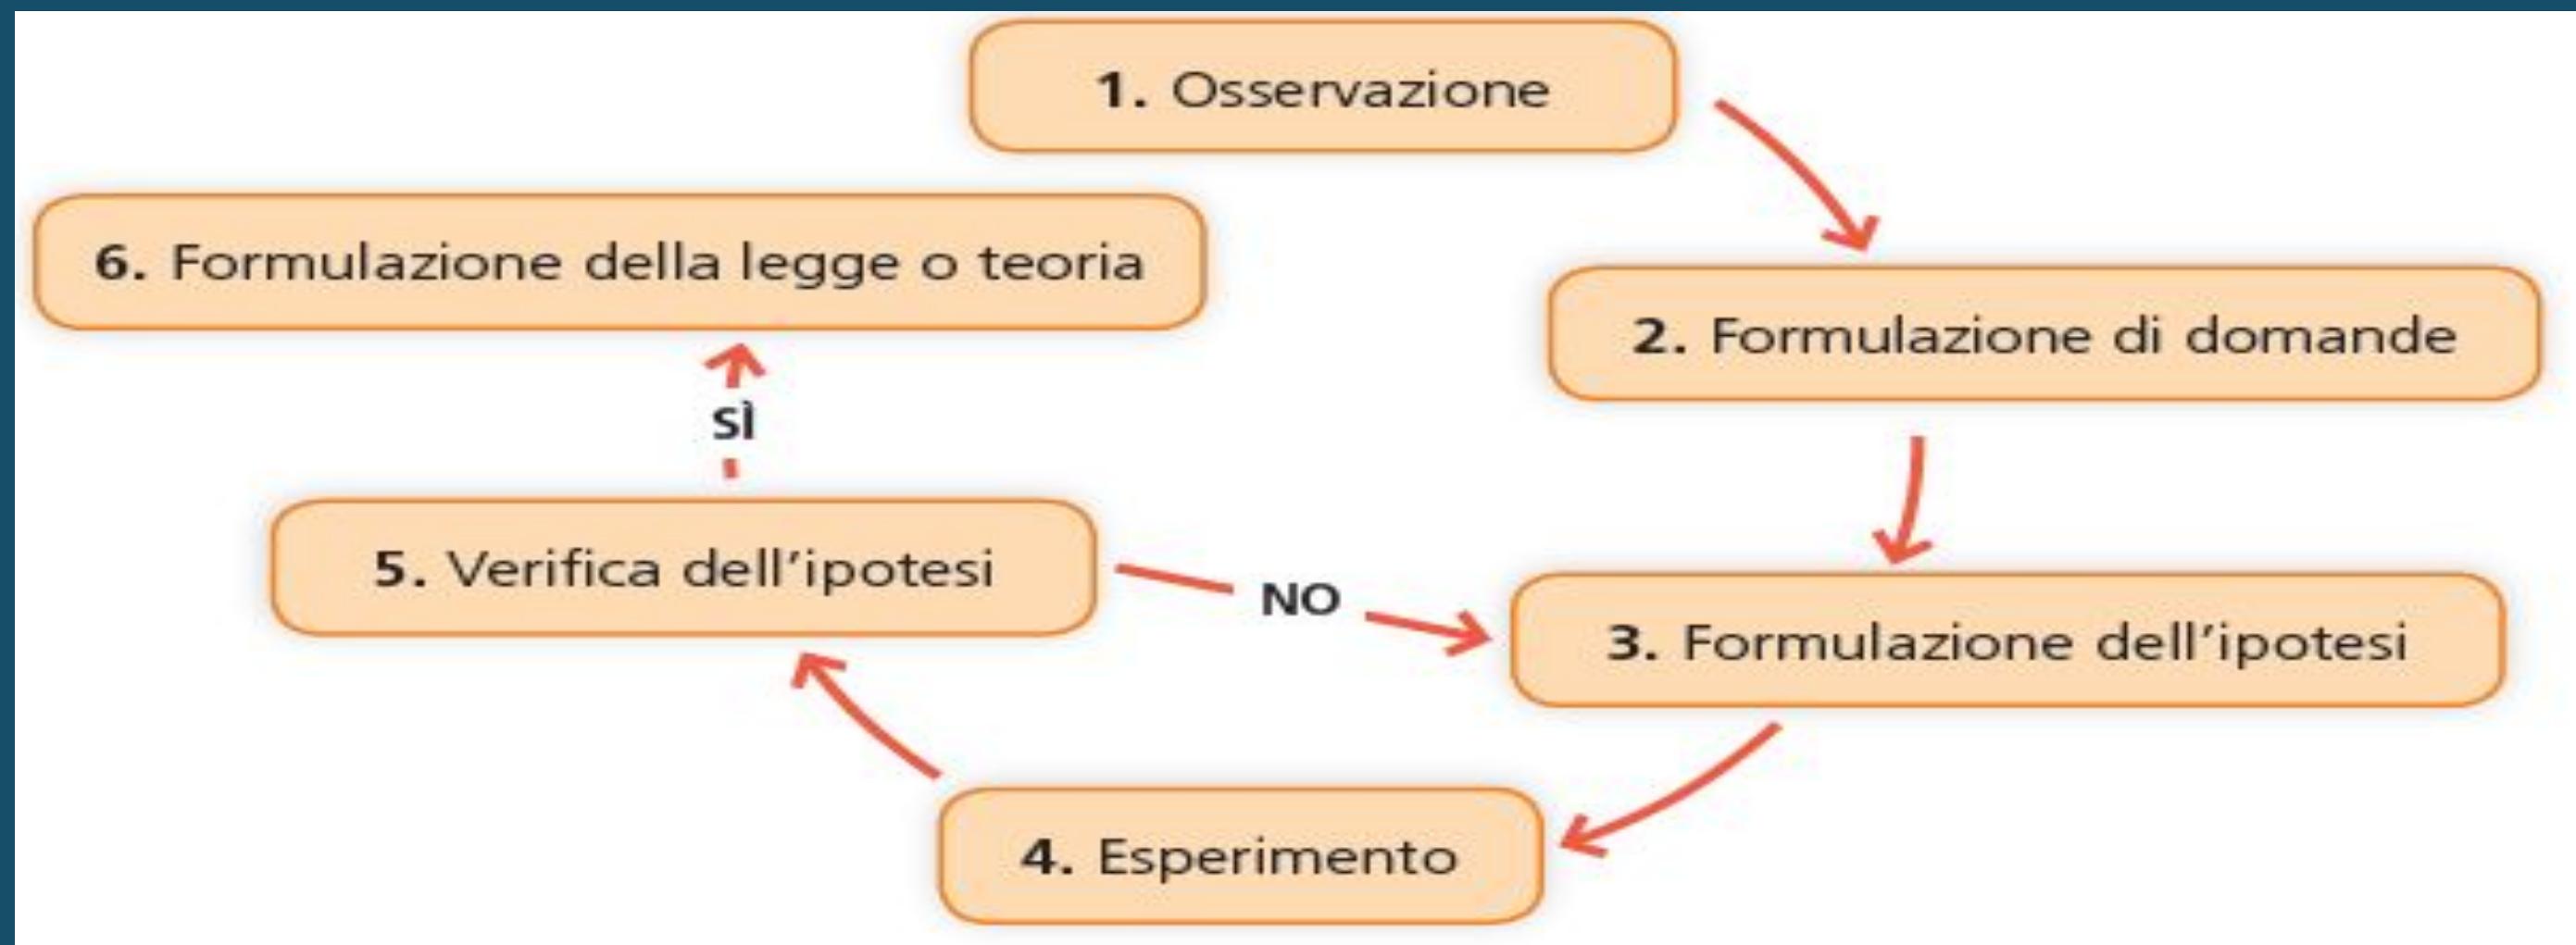 1. Osservazione
2. Formulazione di domande
3. Formulazione dell'ipotesi
4. Esperimento
5. Verifica dell'ipotesi
NO
SÌ
6. Formulazione della legge o teoria